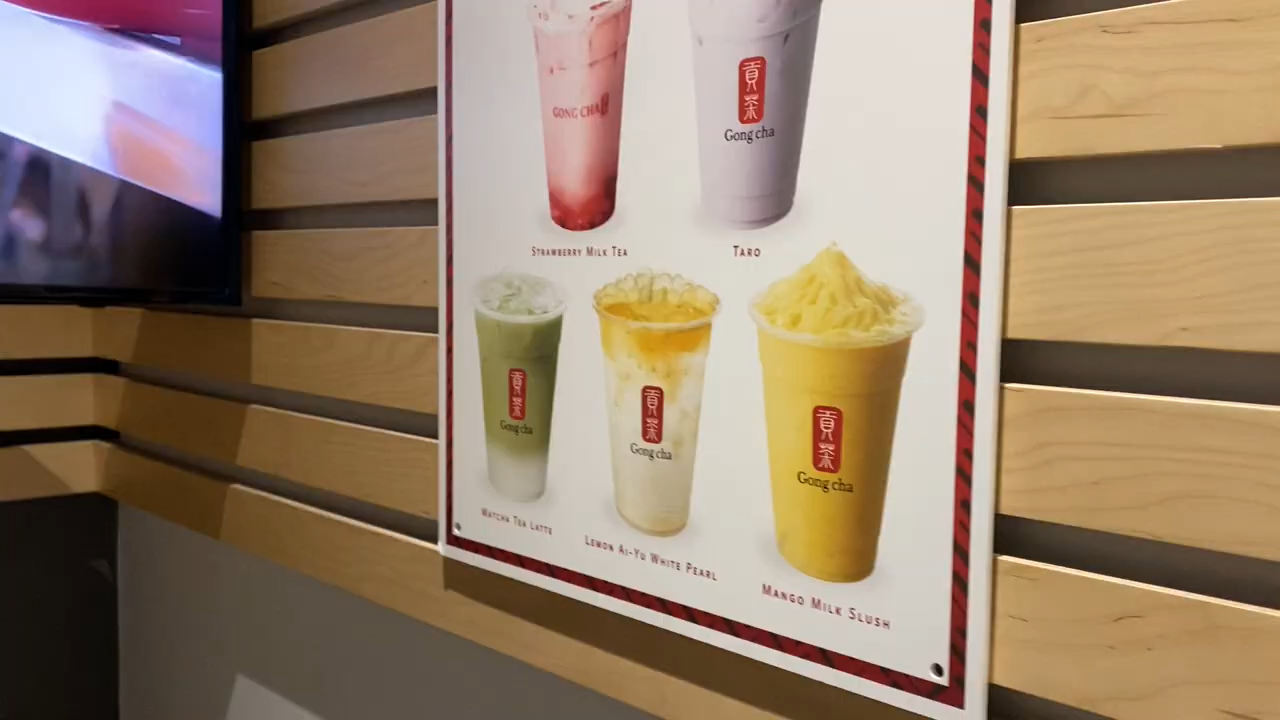 GONG CHA
貢茶
Gong cha
STRAWBERRY MILK TEA
TARO
貢茶
Gong cha
貢茶
Gong cha
貢茶
Gong cha
MATCHA TEA LATTE
LEMON AI-YU WHITE PEARL
MANGO MILK SLUSH